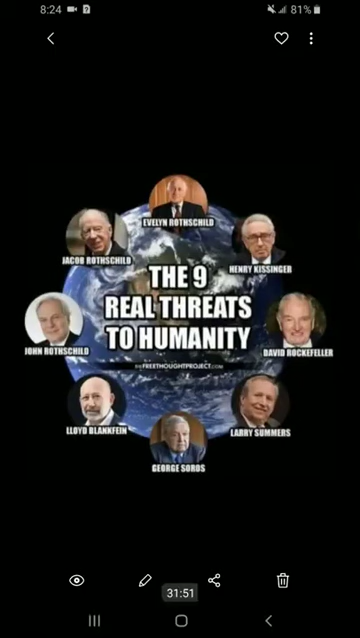 8:24
81%
EVELYN ROTHSCHILD
JACOB ROTHSCHILD
HENRY KISSINGER
THE 9
REAL THREATS
TO HUMANITY
JOHN ROTHSCHILD
DAVID ROCKEFELLER
FREETHOUGHTPROJECT.COM
LLOYD BLANKFEIN
LARRY SUMMERS
GEORGE SOROS
31:51